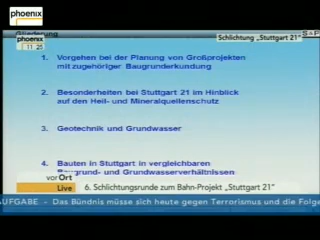 phoenix
Gliederung
phoenix
11 25
Schlichtung „Stuttgart 21"
1. Vorgehen bei der Planung von Großprojekten
mit zugehöriger Baugrunderkundung
2. Besonderheiten bei Stuttgart 21 im Hinblick
auf den Heil- und Mineralquellenschutz
3. Geotechnik und Grundwasser
4. Bauten in Stuttgart in vergleichbaren
Baugrund- und Grundwasserverhältnissen
vorOrt
Live
6. Schlichtungsrunde zum Bahn-Projekt „Stuttgart 21"
AUFGABE - Das Bündnis müsse sich heute gegen Terrorismus und die Folge